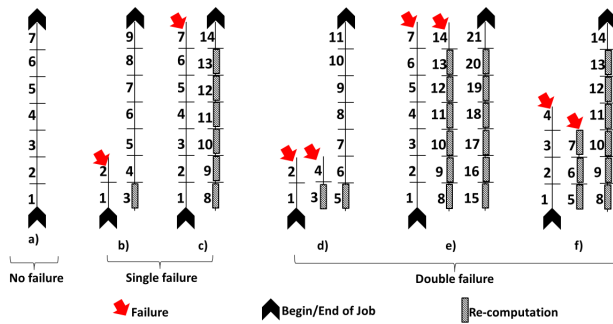 7 9 7 14 11 7 14 21 14
6 8 6 13 10 6 13 20 13
5 7 5 12 9 5 12 19 12
4 6 4 11 8 4 11 18 4 11
3 5 3 10 7 3 10 17 3 7 10
2 2 4 2 9 2 4 6 2 9 16 2 6 9
1 1 3 1 8 1 3 5 1 8 15 1 5 8
a) b) c) d) e) f)
No failure Single failure Double failure
Failure Begin/End of Job Re-computation